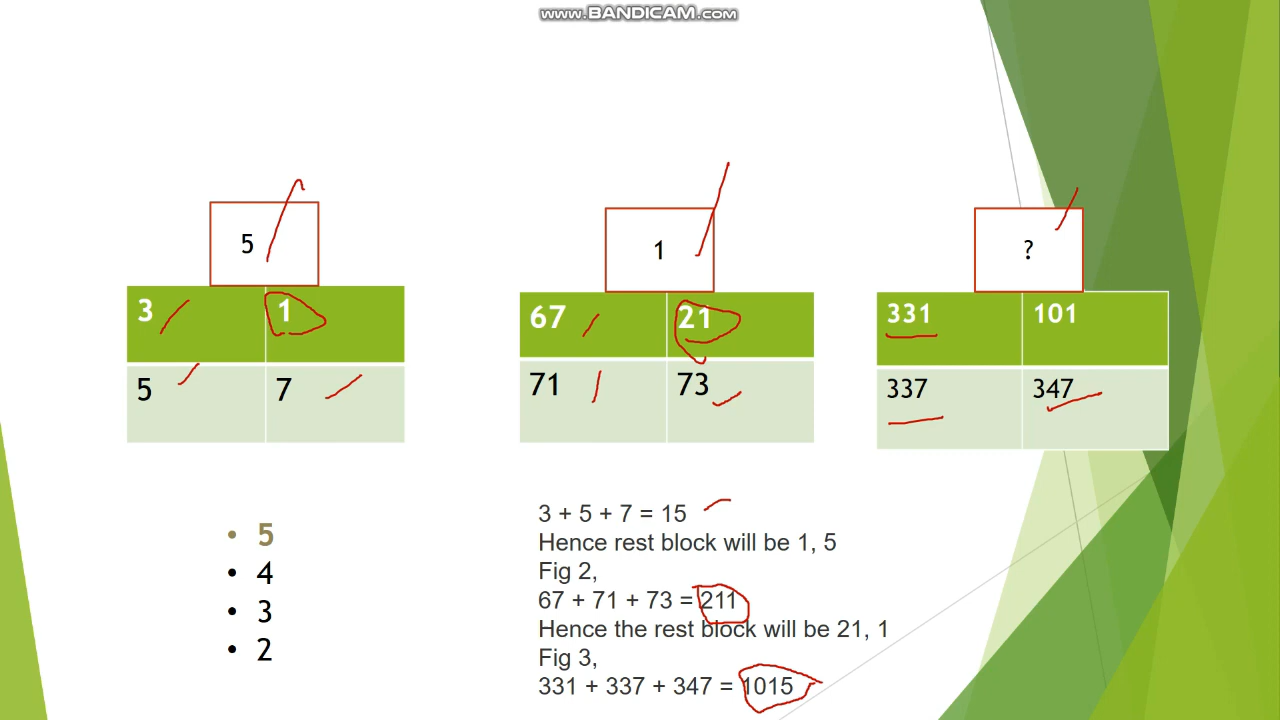 www.BANDICAM.com
5
3 1
5 7
1
67 21
71 73
?
331 101
337 347
• 5
• 4
• 3
• 2
3 + 5 + 7 = 15
Hence rest block will be 1, 5
Fig 2,
67 + 71 + 73 = 211
Hence the rest block will be 21, 1
Fig 3,
331 + 337 + 347 = 1015